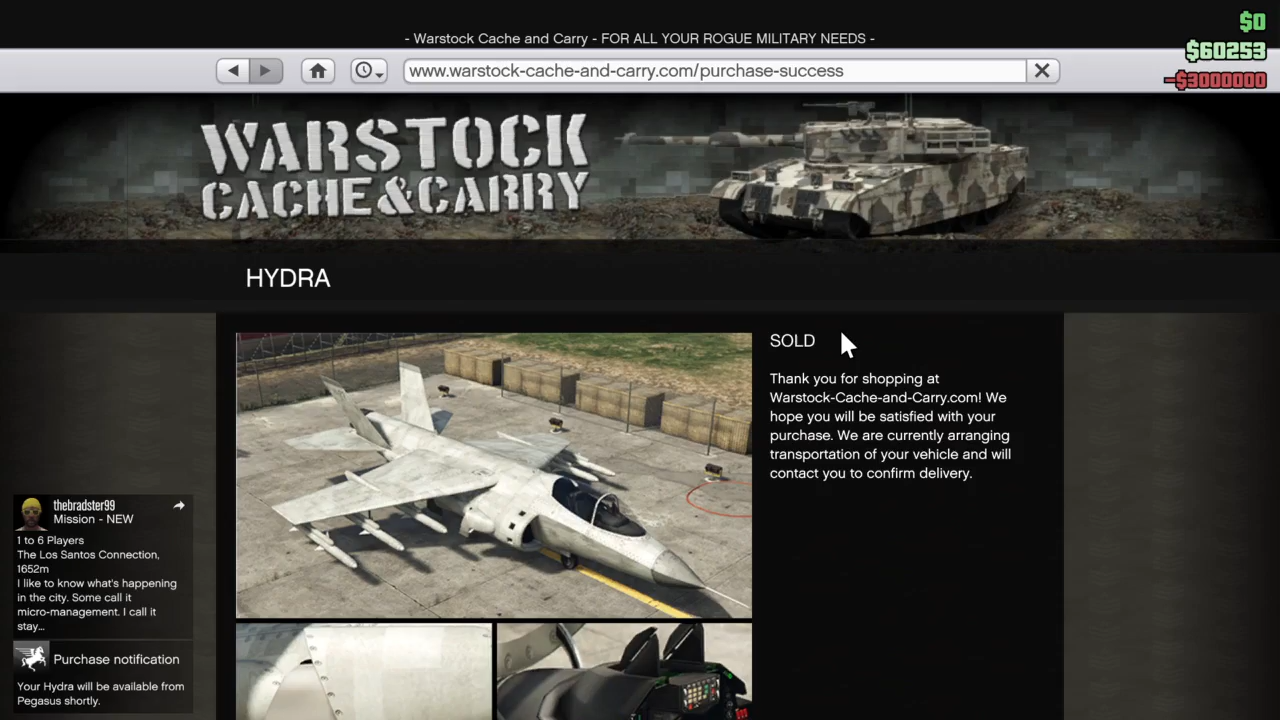 - Warstock Cache and Carry - FOR ALL YOUR ROGUE MILITARY NEEDS -
$0
$60253
-$3000000
www.warstock-cache-and-carry.com/purchase-success
WARSTOCK
CACHE&CARRY
HYDRA
SOLD
Thank you for shopping at
Warstock-Cache-and-Carry.com! We
hope you will be satisfied with your
purchase. We are currently arranging
transportation of your vehicle and will
contact you to confirm delivery.
thebradster99
Mission - NEW
1 to 6 Players
The Los Santos Connection,
1652m
I like to know what's happening
in the city. Some call it
micro-management. I call it
stay...
Purchase notification
Your Hydra will be available from
Pegasus shortly.